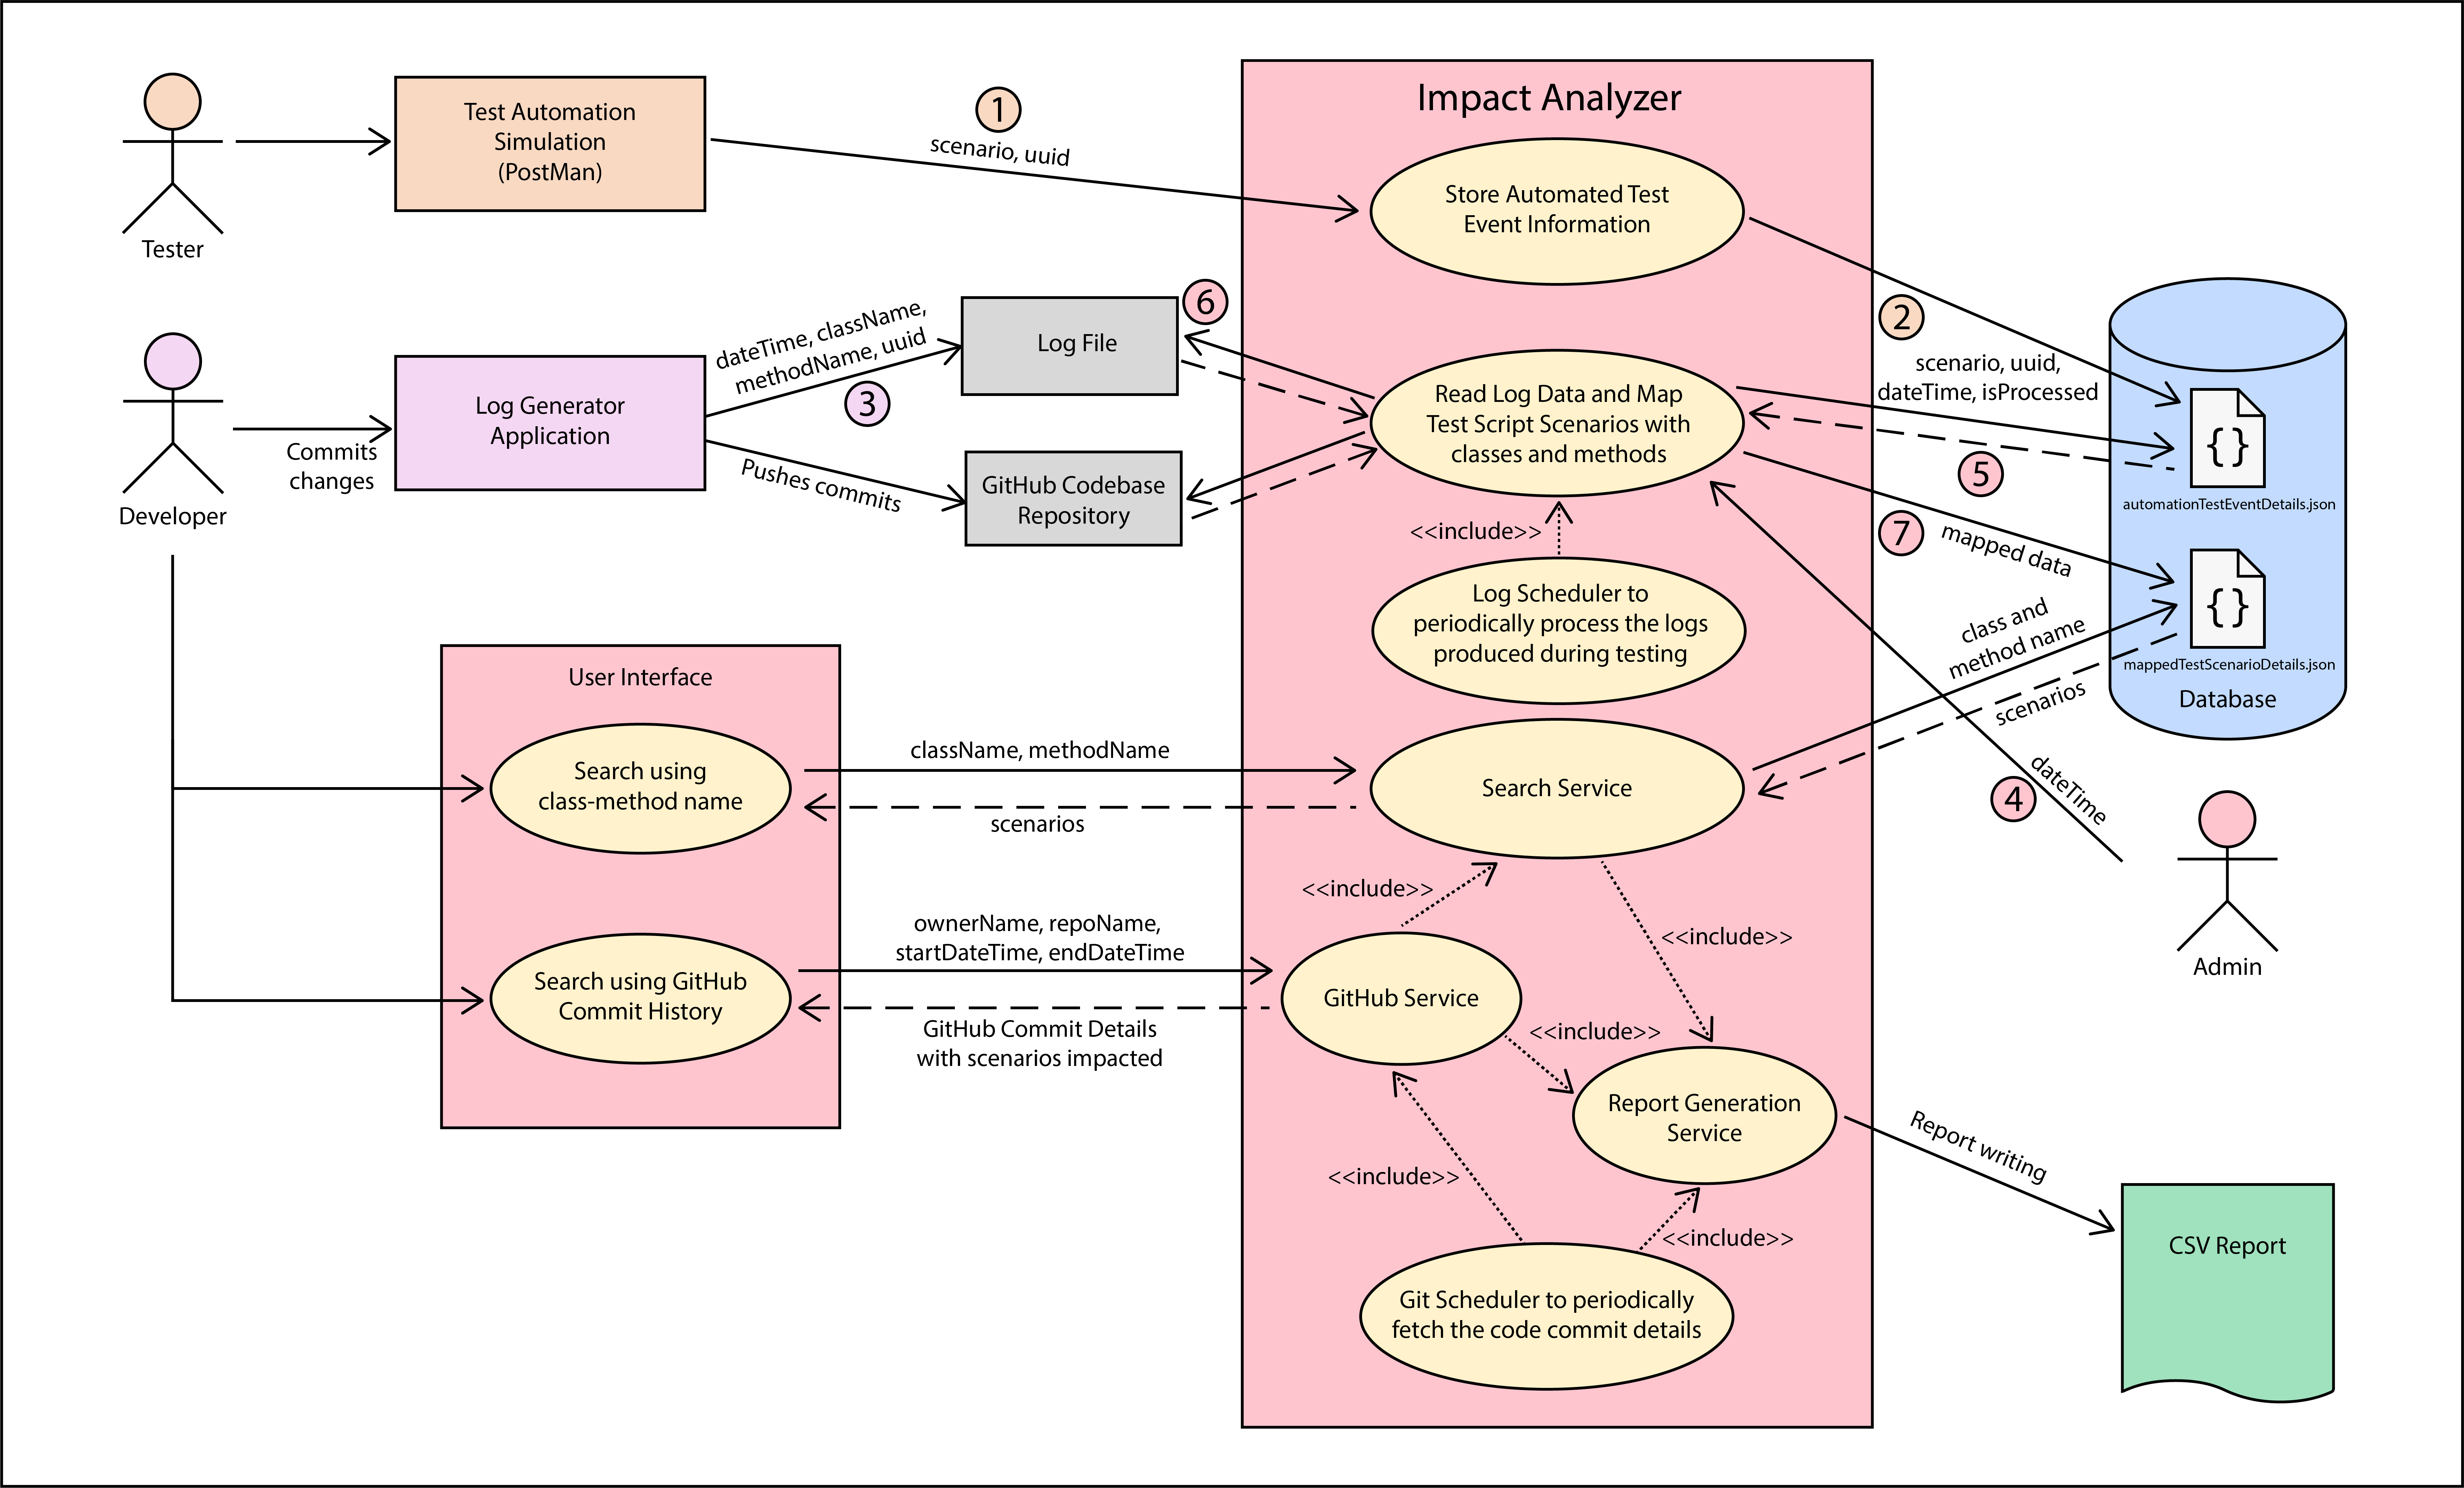 Impact Analyzer
Tester
Test Automation
Simulation
(PostMan)
1
scenario, uuid
Store Automated Test
Event Information
2
scenario, uuid,
dateTime, isProcessed
Developer
Commits
changes
Log Generator
Application
dateTime, className,
methodName, uuid
3
Pushes commits
Log File
6
GitHub Codebase
Repository
Read Log Data and Map
Test Script Scenarios with
classes and methods
5
7
mapped data
{ }
automationTestEventDetails.json
{ }
mappedTestScenarioDetails.json
Database
<<include>>
Log Scheduler to
periodically process the logs
produced during testing
class and
method name
scenarios
User Interface
Search using
class-method name
className, methodName
scenarios
Search Service
4
dateTime
Admin
<<include>>
<<include>>
Search using GitHub
Commit History
ownerName, repoName,
startDateTime, endDateTime
GitHub Commit Details
with scenarios impacted
GitHub Service
<<include>>
Report Generation
Service
Report writing
<<include>>
<<include>>
Git Scheduler to periodically
fetch the code commit details
CSV Report